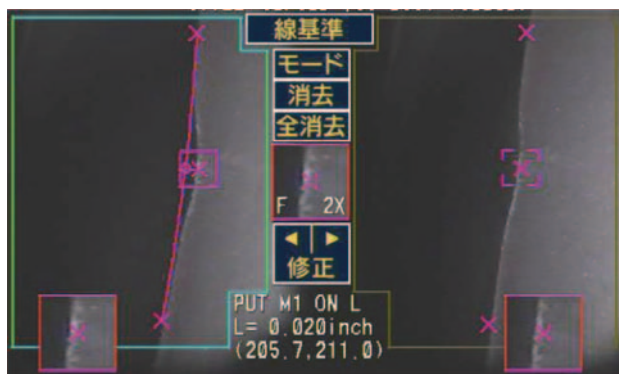 線基準
モード
消去
全消去
F 2X
◄ ►
修正
PUT M1 ON L
L= 0.020inch
(205.7,211.0)